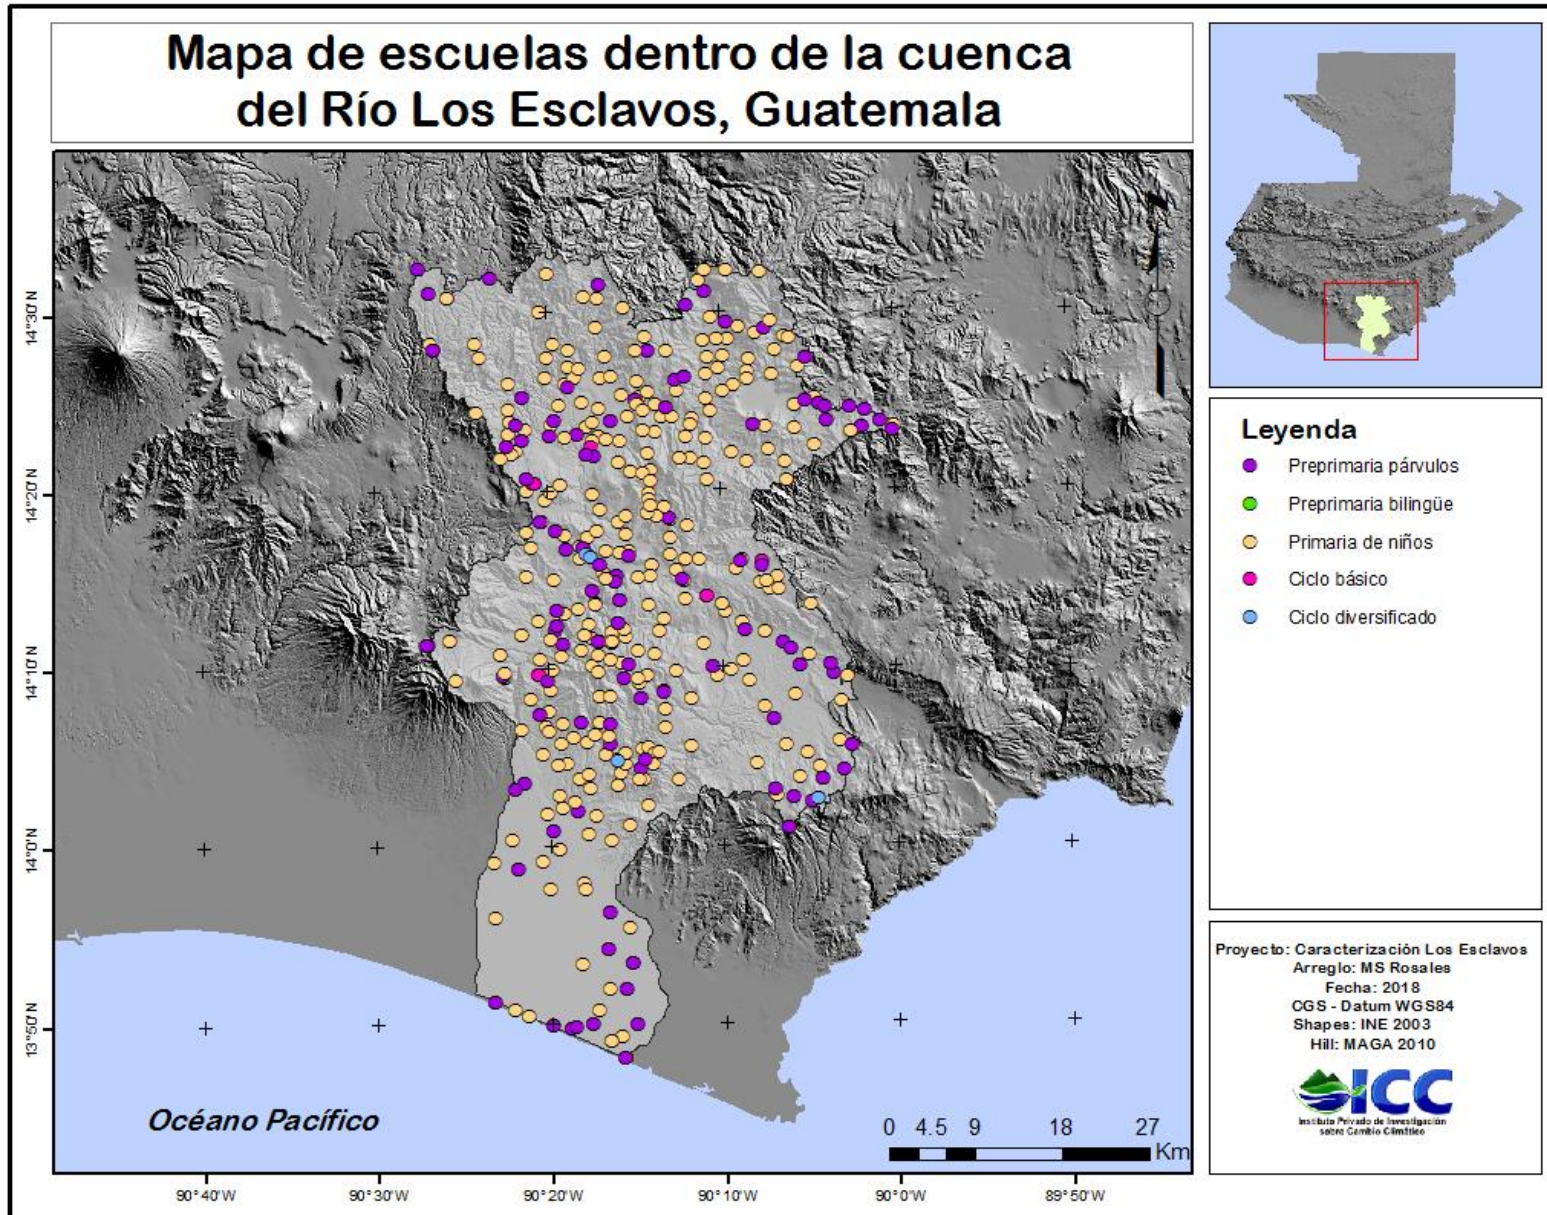 Mapa de escuelas dentro de la cuenca
del Río Los Esclavos, Guatemala
14°30'N
14°20'N
14°10'N
14°0'N
13°50'N
90°40'W
90°30'W
90°20'W
90°10'W
90°0'W
89°50'W
Océano Pacífico
0 4.5 9 18 27
Km
Leyenda
Preprimaria párvulos
Preprimaria bilingüe
Primaria de niños
Ciclo básico
Ciclo diversificado
Proyecto: Caracterización Los Esclavos
Arreglo: MS Rosales
Fecha: 2018
CGS - Datum WGS84
Shapes: INE 2003
Hill: MAGA 2010
ICC
Instituto Privado de Investigación
sobre Cambio Climático